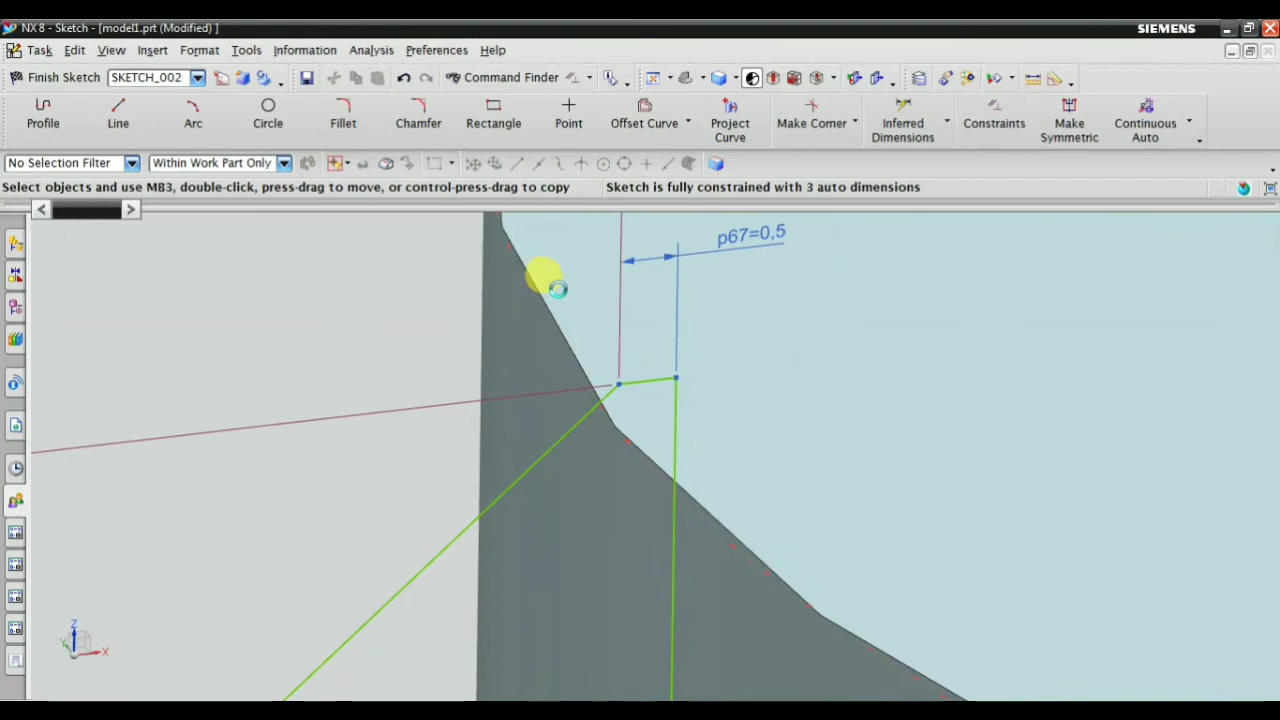 NX 8 - Sketch - [model1.prt (Modified) ]
SIEMENS
Task Edit View Insert Format Tools Information Analysis Preferences Help
Finish Sketch SKETCH_002 Command Finder
Profile Line Arc Circle Fillet Chamfer Rectangle Point Offset Curve Project Curve Make Corner Inferred Dimensions Constraints Make Symmetric Continuous Auto
No Selection Filter Within Work Part Only
Select objects and use MB3, double-click, press-drag to move, or control-press-drag to copy Sketch is fully constrained with 3 auto dimensions
p67=0,5
Z
Y
X